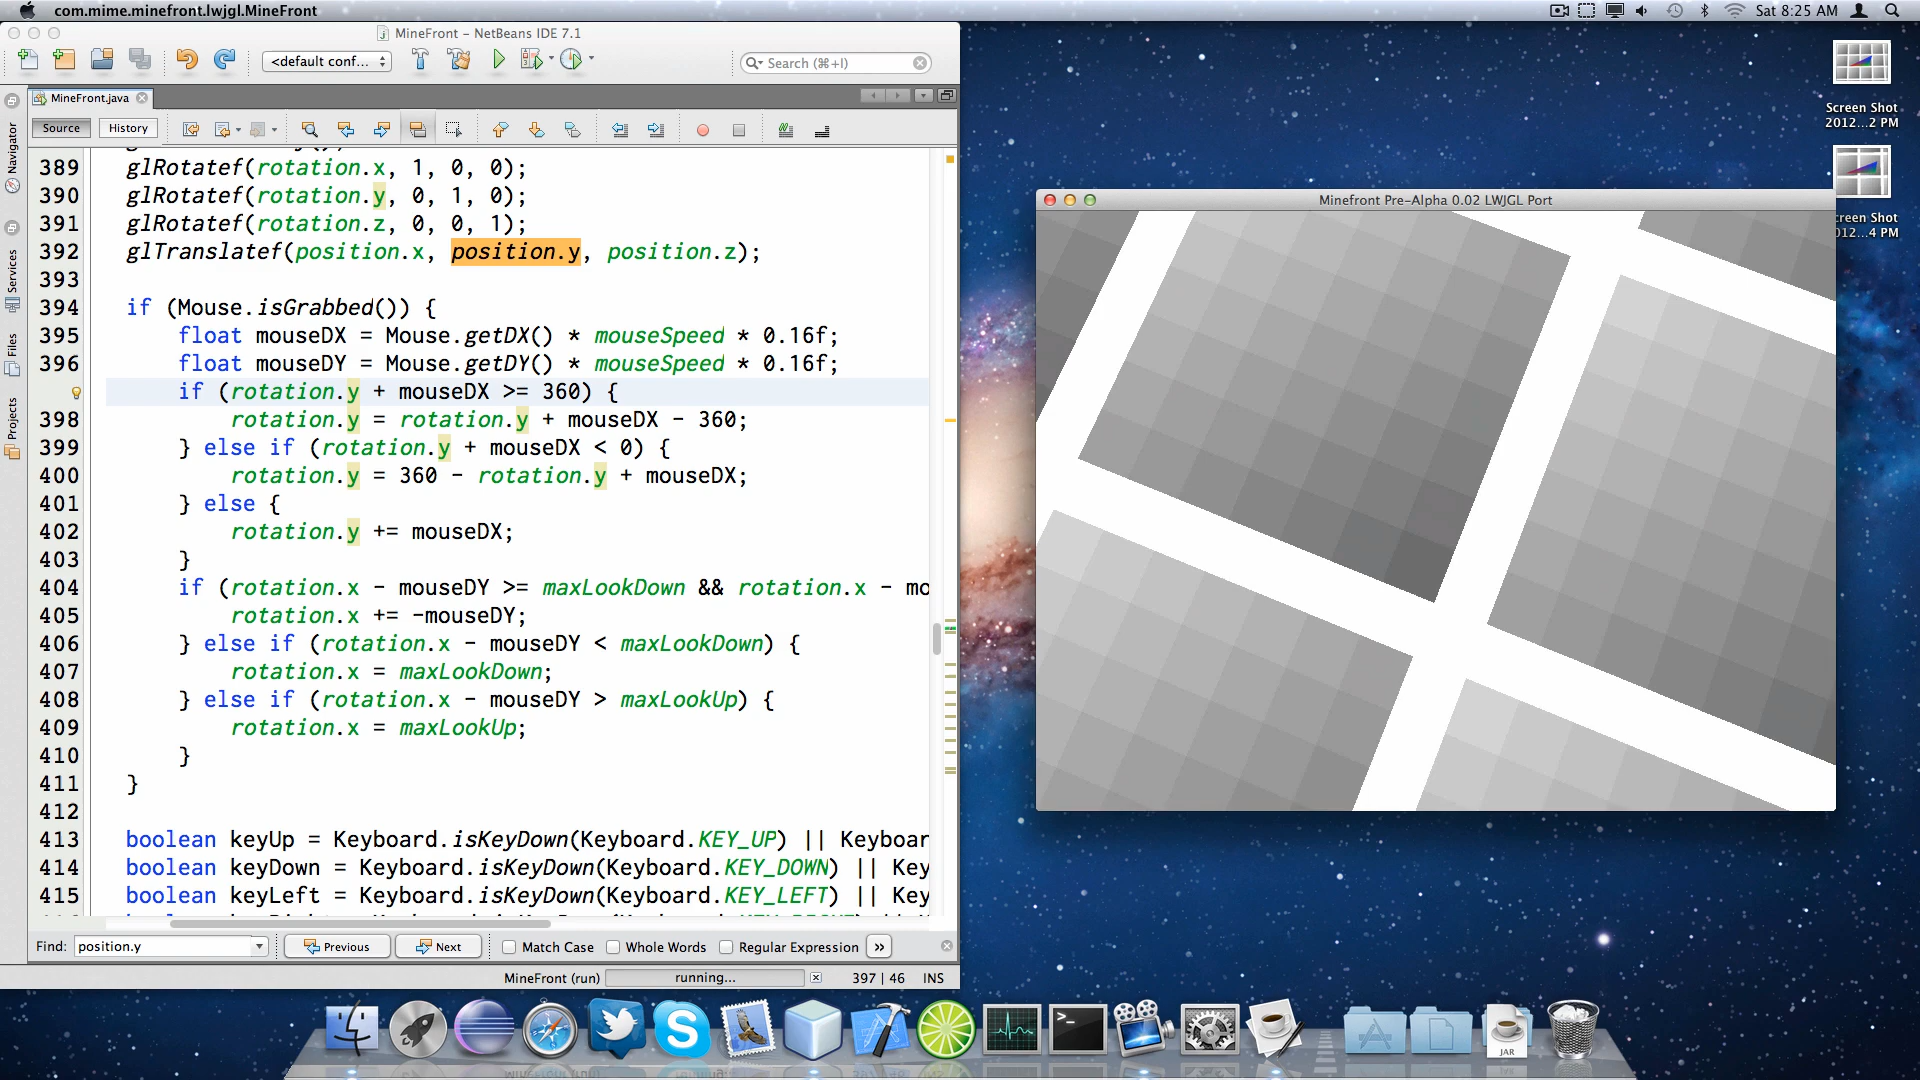 com.mime.minefront.lwjgl.MineFront
Sat 8:25 AM
MineFront – NetBeans IDE 7.1
<default conf...
Search (⌘+I)
MineFront.java
Source
History
Navigator
Services
Files
Projects
389 glRotatef(rotation.x, 1, 0, 0);
390 glRotatef(rotation.y, 0, 1, 0);
391 glRotatef(rotation.z, 0, 0, 1);
392 glTranslatef(position.x, position.y, position.z);
393
394 if (Mouse.isGrabbed()) {
395 float mouseDX = Mouse.getDX() * mouseSpeed * 0.16f;
396 float mouseDY = Mouse.getDY() * mouseSpeed * 0.16f;
if (rotation.y + mouseDX >= 360) {
398 rotation.y = rotation.y + mouseDX - 360;
399 } else if (rotation.y + mouseDX < 0) {
400 rotation.y = 360 - rotation.y + mouseDX;
401 } else {
402 rotation.y += mouseDX;
403 }
404 if (rotation.x - mouseDY >= maxLookDown && rotation.x - mo
405 rotation.x += -mouseDY;
406 } else if (rotation.x - mouseDY < maxLookDown) {
407 rotation.x = maxLookDown;
408 } else if (rotation.x - mouseDY > maxLookUp) {
409 rotation.x = maxLookUp;
410 }
411 }
412
413 boolean keyUp = Keyboard.isKeyDown(Keyboard.KEY_UP) || Keyboar
414 boolean keyDown = Keyboard.isKeyDown(Keyboard.KEY_DOWN) || Key
415 boolean keyLeft = Keyboard.isKeyDown(Keyboard.KEY_LEFT) || Key
Find: position.y
Previous
Next
Match Case
Whole Words
Regular Expression
MineFront (run)
running...
397 | 46
INS
Minefront Pre-Alpha 0.02 LWJGL Port
Screen Shot
2012...2 PM
creen Shot
012...4 PM
JAR